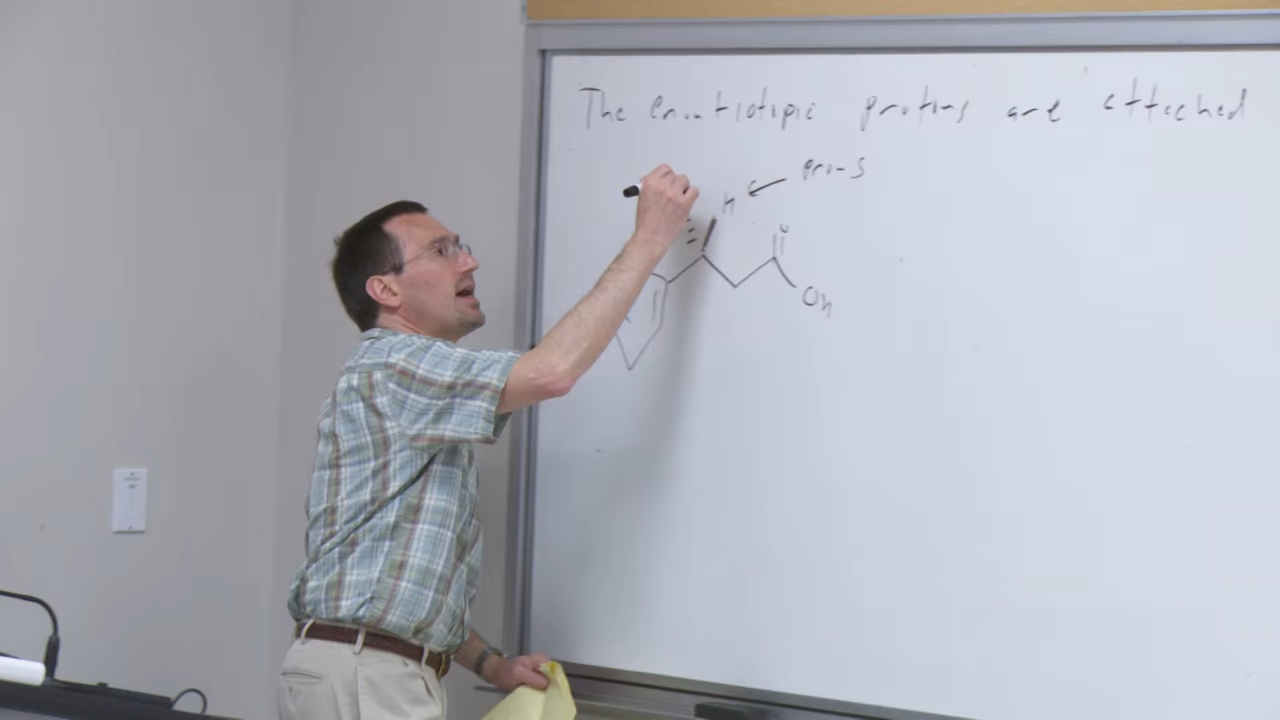 The enantiotopic protons are attached
pro-S
H
O
OH